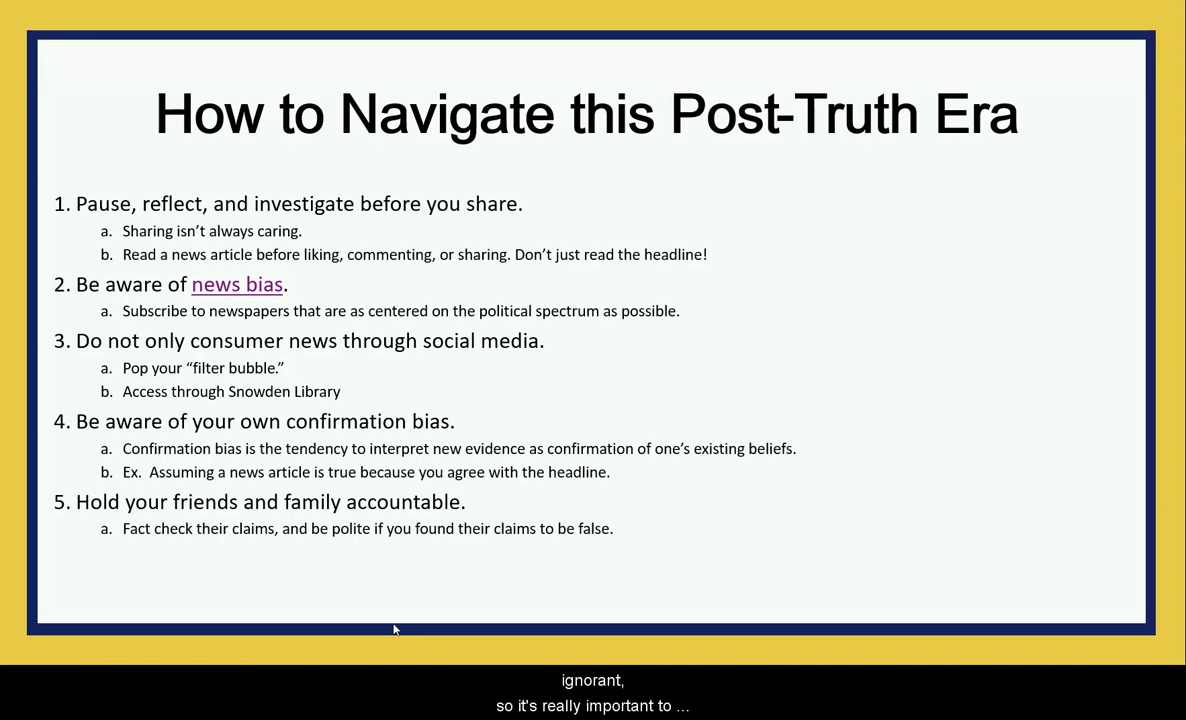 How to Navigate this Post-Truth Era
1. Pause, reflect, and investigate before you share.
a. Sharing isn’t always caring.
b. Read a news article before liking, commenting, or sharing. Don’t just read the headline!
2. Be aware of news bias.
a. Subscribe to newspapers that are as centered on the political spectrum as possible.
3. Do not only consumer news through social media.
a. Pop your “filter bubble.”
b. Access through Snowden Library
4. Be aware of your own confirmation bias.
a. Confirmation bias is the tendency to interpret new evidence as confirmation of one’s existing beliefs.
b. Ex. Assuming a news article is true because you agree with the headline.
5. Hold your friends and family accountable.
a. Fact check their claims, and be polite if you found their claims to be false.
ignorant,
so it's really important to ...